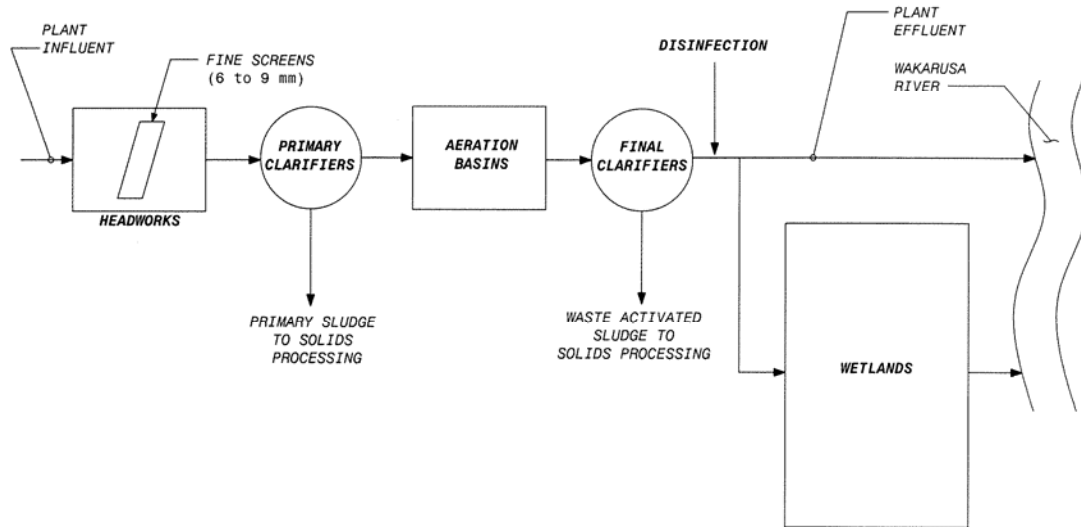 PLANT
INFLUENT
FINE SCREENS
(6 to 9 mm)
HEADWORKS
PRIMARY
CLARIFIERS
PRIMARY SLUDGE
TO SOLIDS
PROCESSING
AERATION
BASINS
FINAL
CLARIFIERS
WASTE ACTIVATED
SLUDGE TO
SOLIDS PROCESSING
DISINFECTION
PLANT
EFFLUENT
WAKARUSA
RIVER
WETLANDS